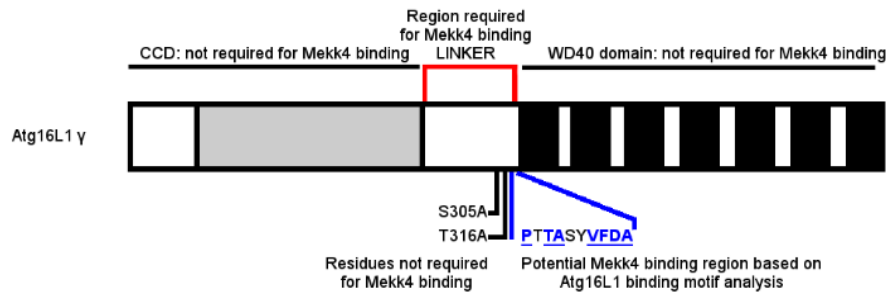 Region required
for Mekk4 binding
CCD: not required for Mekk4 binding
LINKER
WD40 domain: not required for Mekk4 binding
Atg16L1 γ
S305A
T316A
PTTASYVFDA
Residues not required
for Mekk4 binding
Potential Mekk4 binding region based on
Atg16L1 binding motif analysis